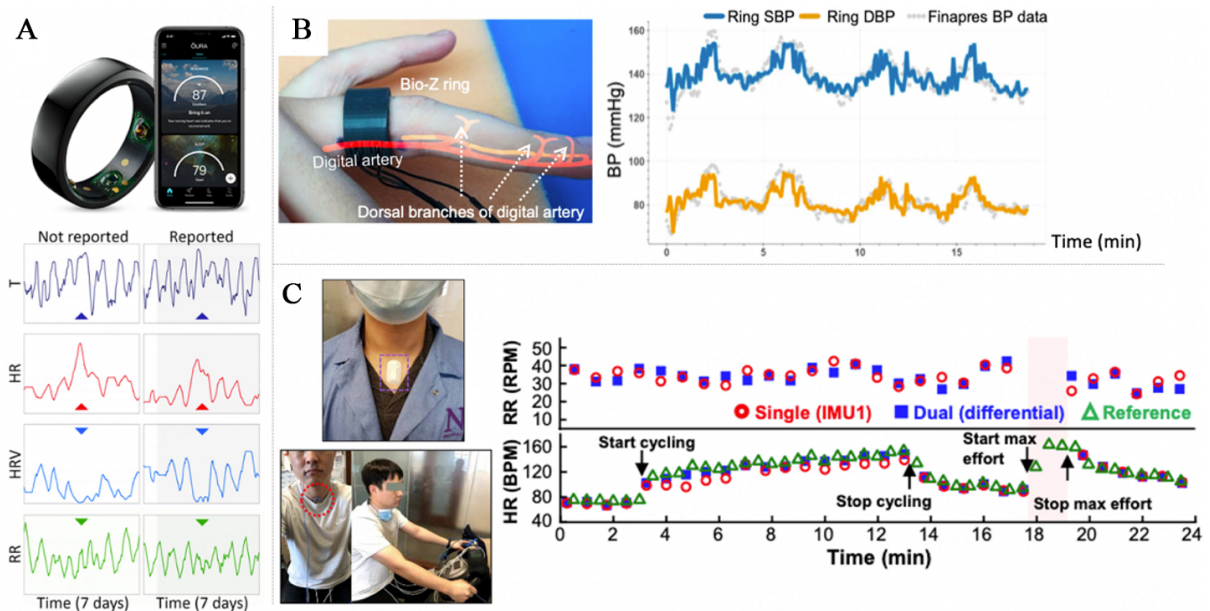 A
ŌURA
87
79
Not reported
Reported
T
HR
HRV
RR
Time (7 days)
Time (7 days)
B
Bio-Z ring
Digital artery
Dorsal branches of digital artery
Ring SBP
Ring DBP
Finapres BP data
BP (mmHg)
160
140
120
100
80
0
5
10
15
Time (min)
C
N
RR (RPM)
50
40
30
20
10
Single (IMU1)
Dual (differential)
Reference
HR (BPM)
160
120
80
40
Start cycling
Stop cycling
Start max
effort
Stop max effort
0 2 4 6 8 10 12 14 16 18 20 22 24
Time (min)